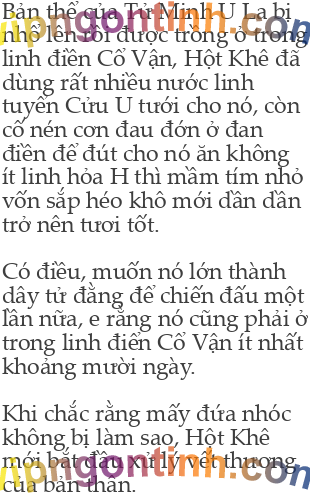 Bản thể của Tử Minh U La bị
nhổ lên rồi được trồng ở trong
linh điền Cổ Vận, Hột Khê đã
dùng rất nhiều nước linh
tuyền Cửu U tưới cho nó, còn
cố nén cơn đau đớn ở đan
điền để đút cho nó ăn không
ít linh hỏa H thì mầm tím nhỏ
vốn sắp héo khô mới dần dần
trở nên tươi tốt.
Có điều, muốn nó lớn thành
dây tử đằng để chiến đấu một
lần nữa, e rằng nó cũng phải ở
trong linh điền Cổ Vận ít nhất
khoảng mười ngày.
Khi chắc rằng mấy đứa nhóc
không bị làm sao, Hột Khê
mới bắt đầu xử lý vết thương
của bản thân.